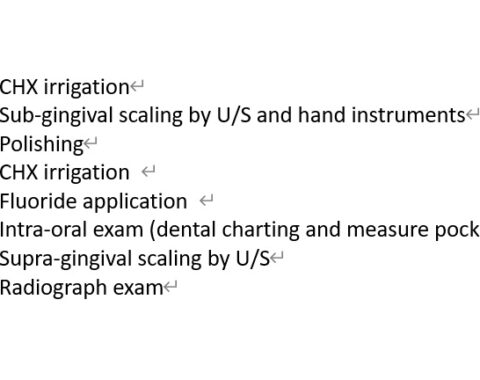 CHX irrigation↵
Sub-gingival scaling by U/S and hand instruments↵
Polishing↵
CHX irrigation ↵
Fluoride application ↵
Intra-oral exam (dental charting and measure pock
Supra-gingival scaling by U/S↵
Radiograph exam↵